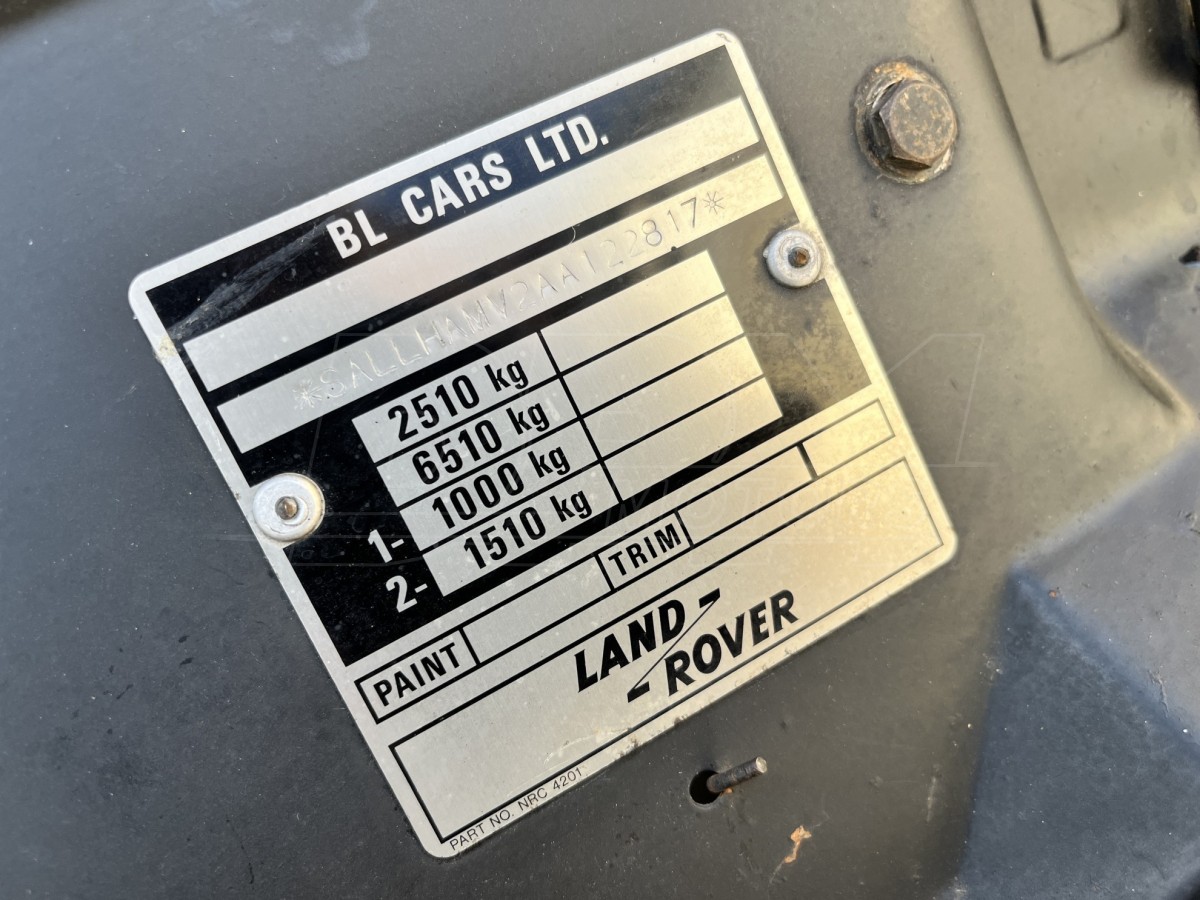 BL CARS LTD.
*SALLHAMV2AA122817*
2510 kg
6510 kg
1- 1000 kg
2- 1510 kg
PAINT TRIM
LAND-
-ROVER
PART NO. NRC 4201